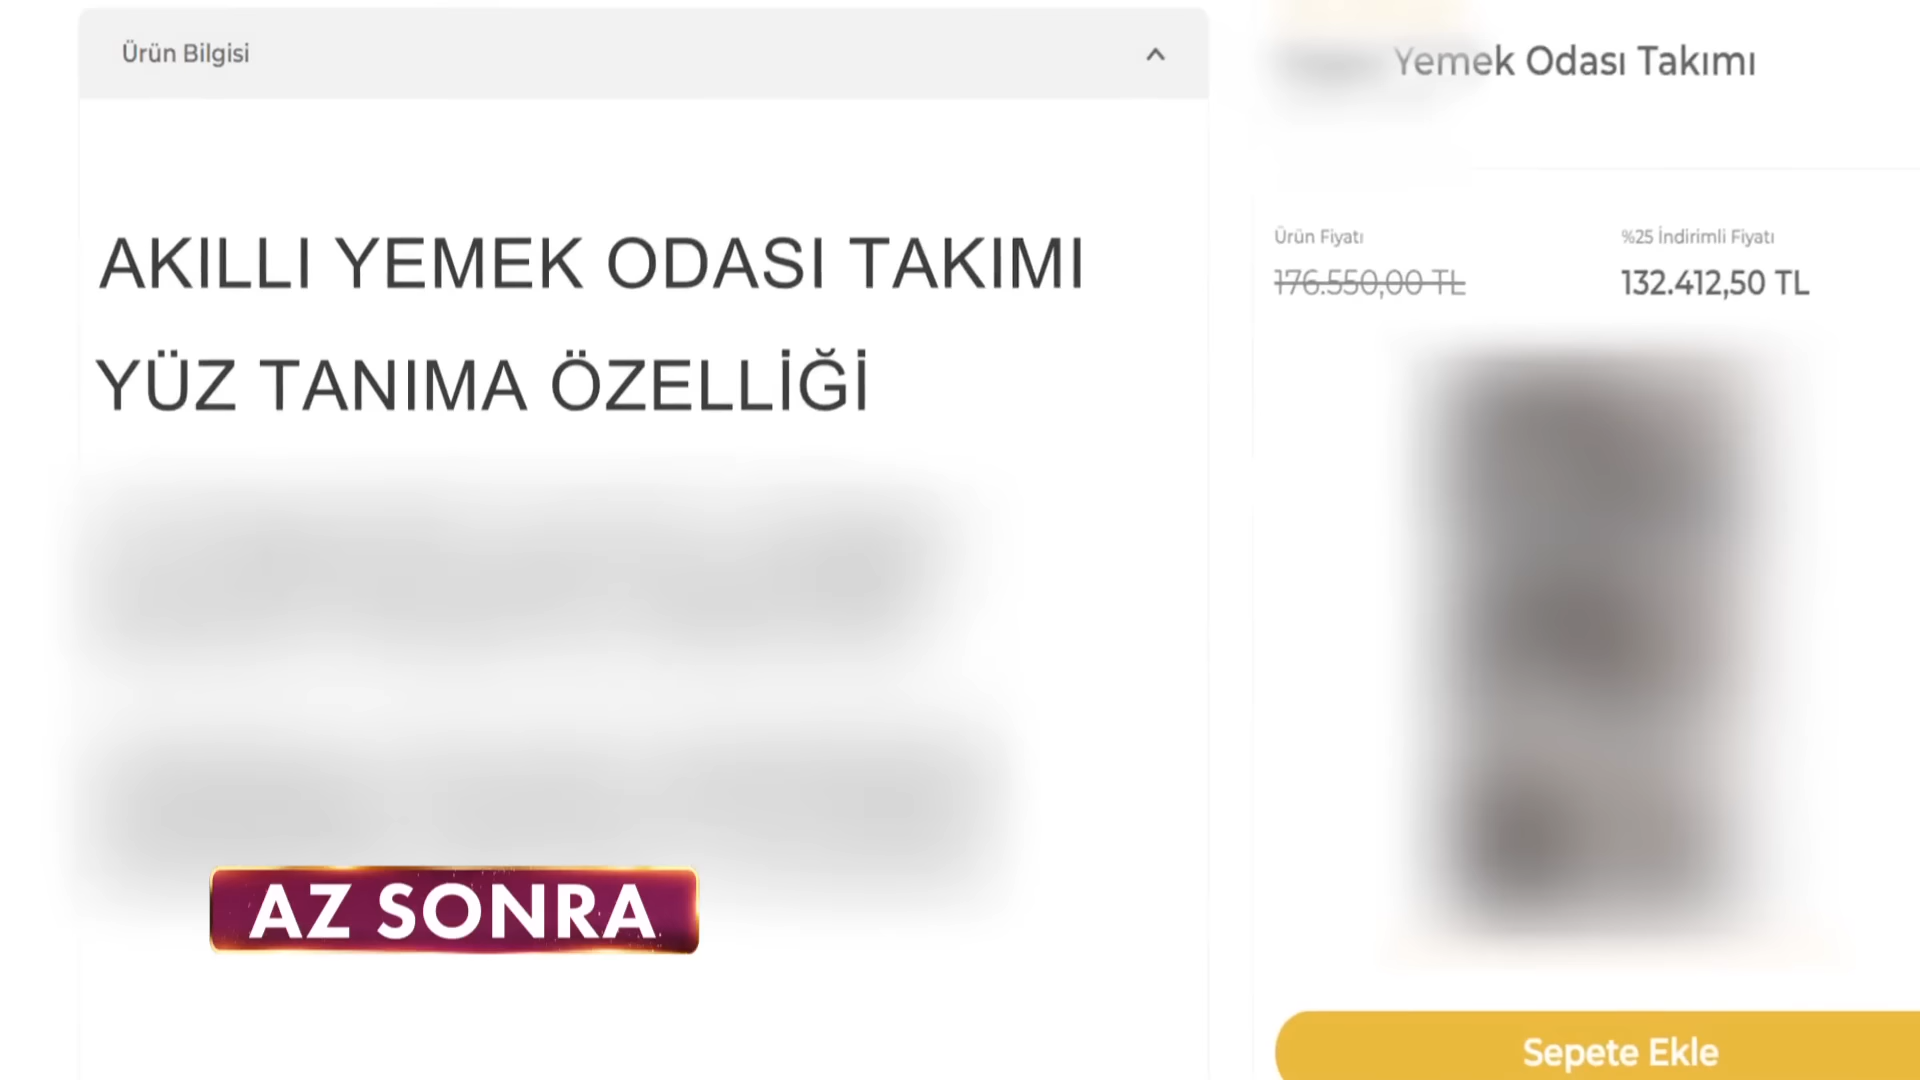 Ürün Bilgisi
AKILLI YEMEK ODASI TAKIMI
YÜZ TANIMA ÖZELLİĞİ
AZ SONRA
Yemek Odası Takımı
Ürün Fiyatı
176.550,00 TL
%25 İndirimli Fiyatı
132.412,50 TL
Sepete Ekle